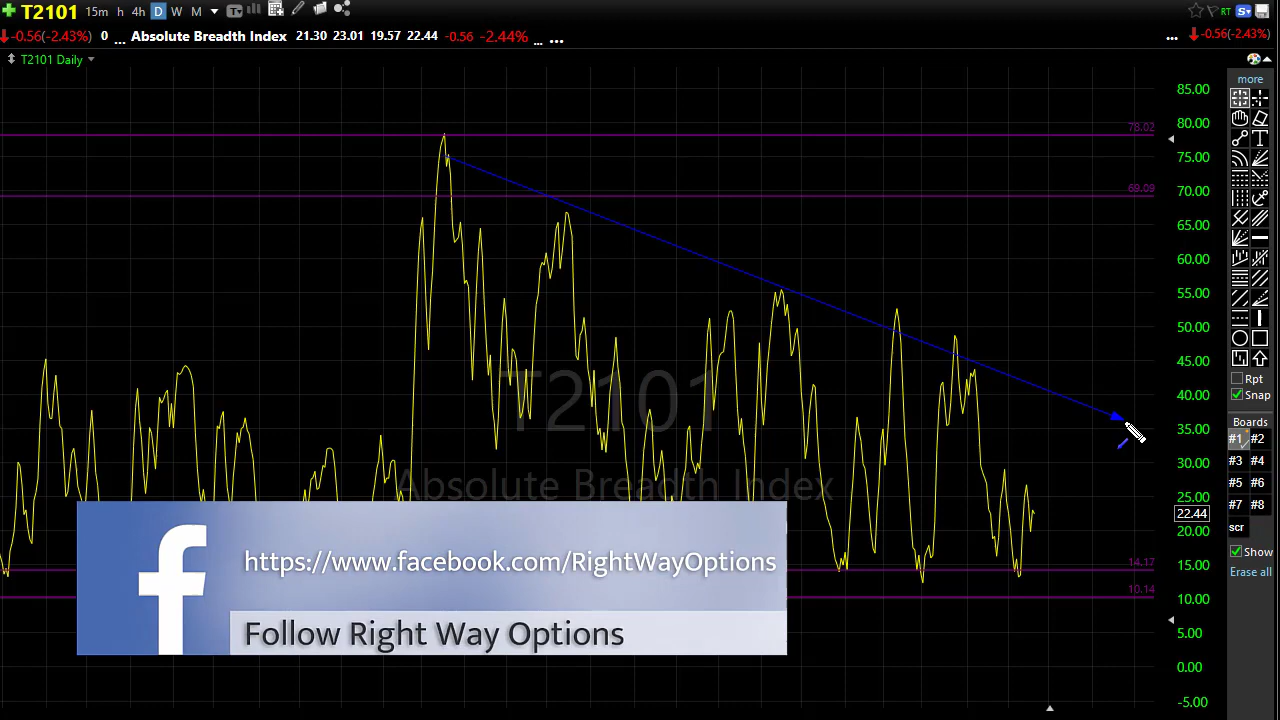 T2101 15m h 4h D W M T
RT S
-0.56(-2.43%) 0 ... Absolute Breadth Index 21.30 23.01 19.57 22.44 -0.56 -2.44% ... ...
... -0.56(-2.43%)
T2101 Daily
more
85.00
80.00
78.02
75.00
70.00
69.09
65.00
60.00
55.00
50.00
45.00
40.00
35.00
30.00
25.00
22.44
20.00
15.00
14.17
10.14
10.00
5.00
0.00
-5.00
T
Rpt
Snap
Boards
#1 #2
#3 #4
#5 #6
#7 #8
scr
Show
Erase all
T2101
Absolute Breadth Index
f
https://www.facebook.com/RightWayOptions
Follow Right Way Options